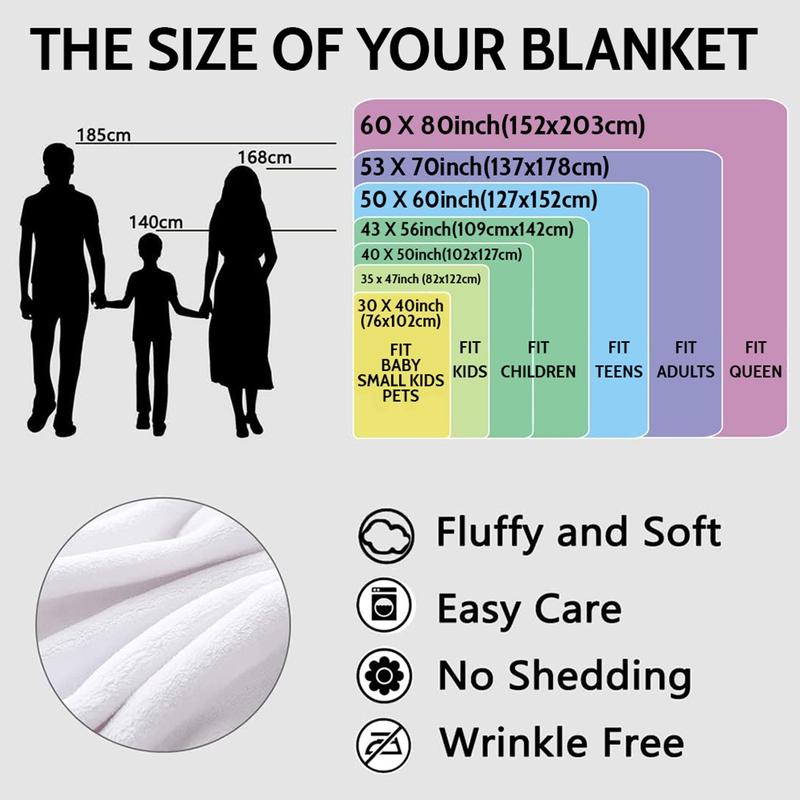 THE SIZE OF YOUR BLANKET
185cm
168cm
140cm
60 X 80inch(152x203cm)
53 X 70inch(137x178cm)
50 X 60inch(127x152cm)
43 X 56inch(109cmx142cm)
40 X 50inch(102x127cm)
35 x 47inch (82x122cm)
30 X 40inch
(76x102cm)
FIT
BABY
SMALL KIDS
PETS
FIT
KIDS
FIT
CHILDREN
FIT
TEENS
FIT
ADULTS
FIT
QUEEN
Fluffy and Soft
Easy Care
No Shedding
Wrinkle Free